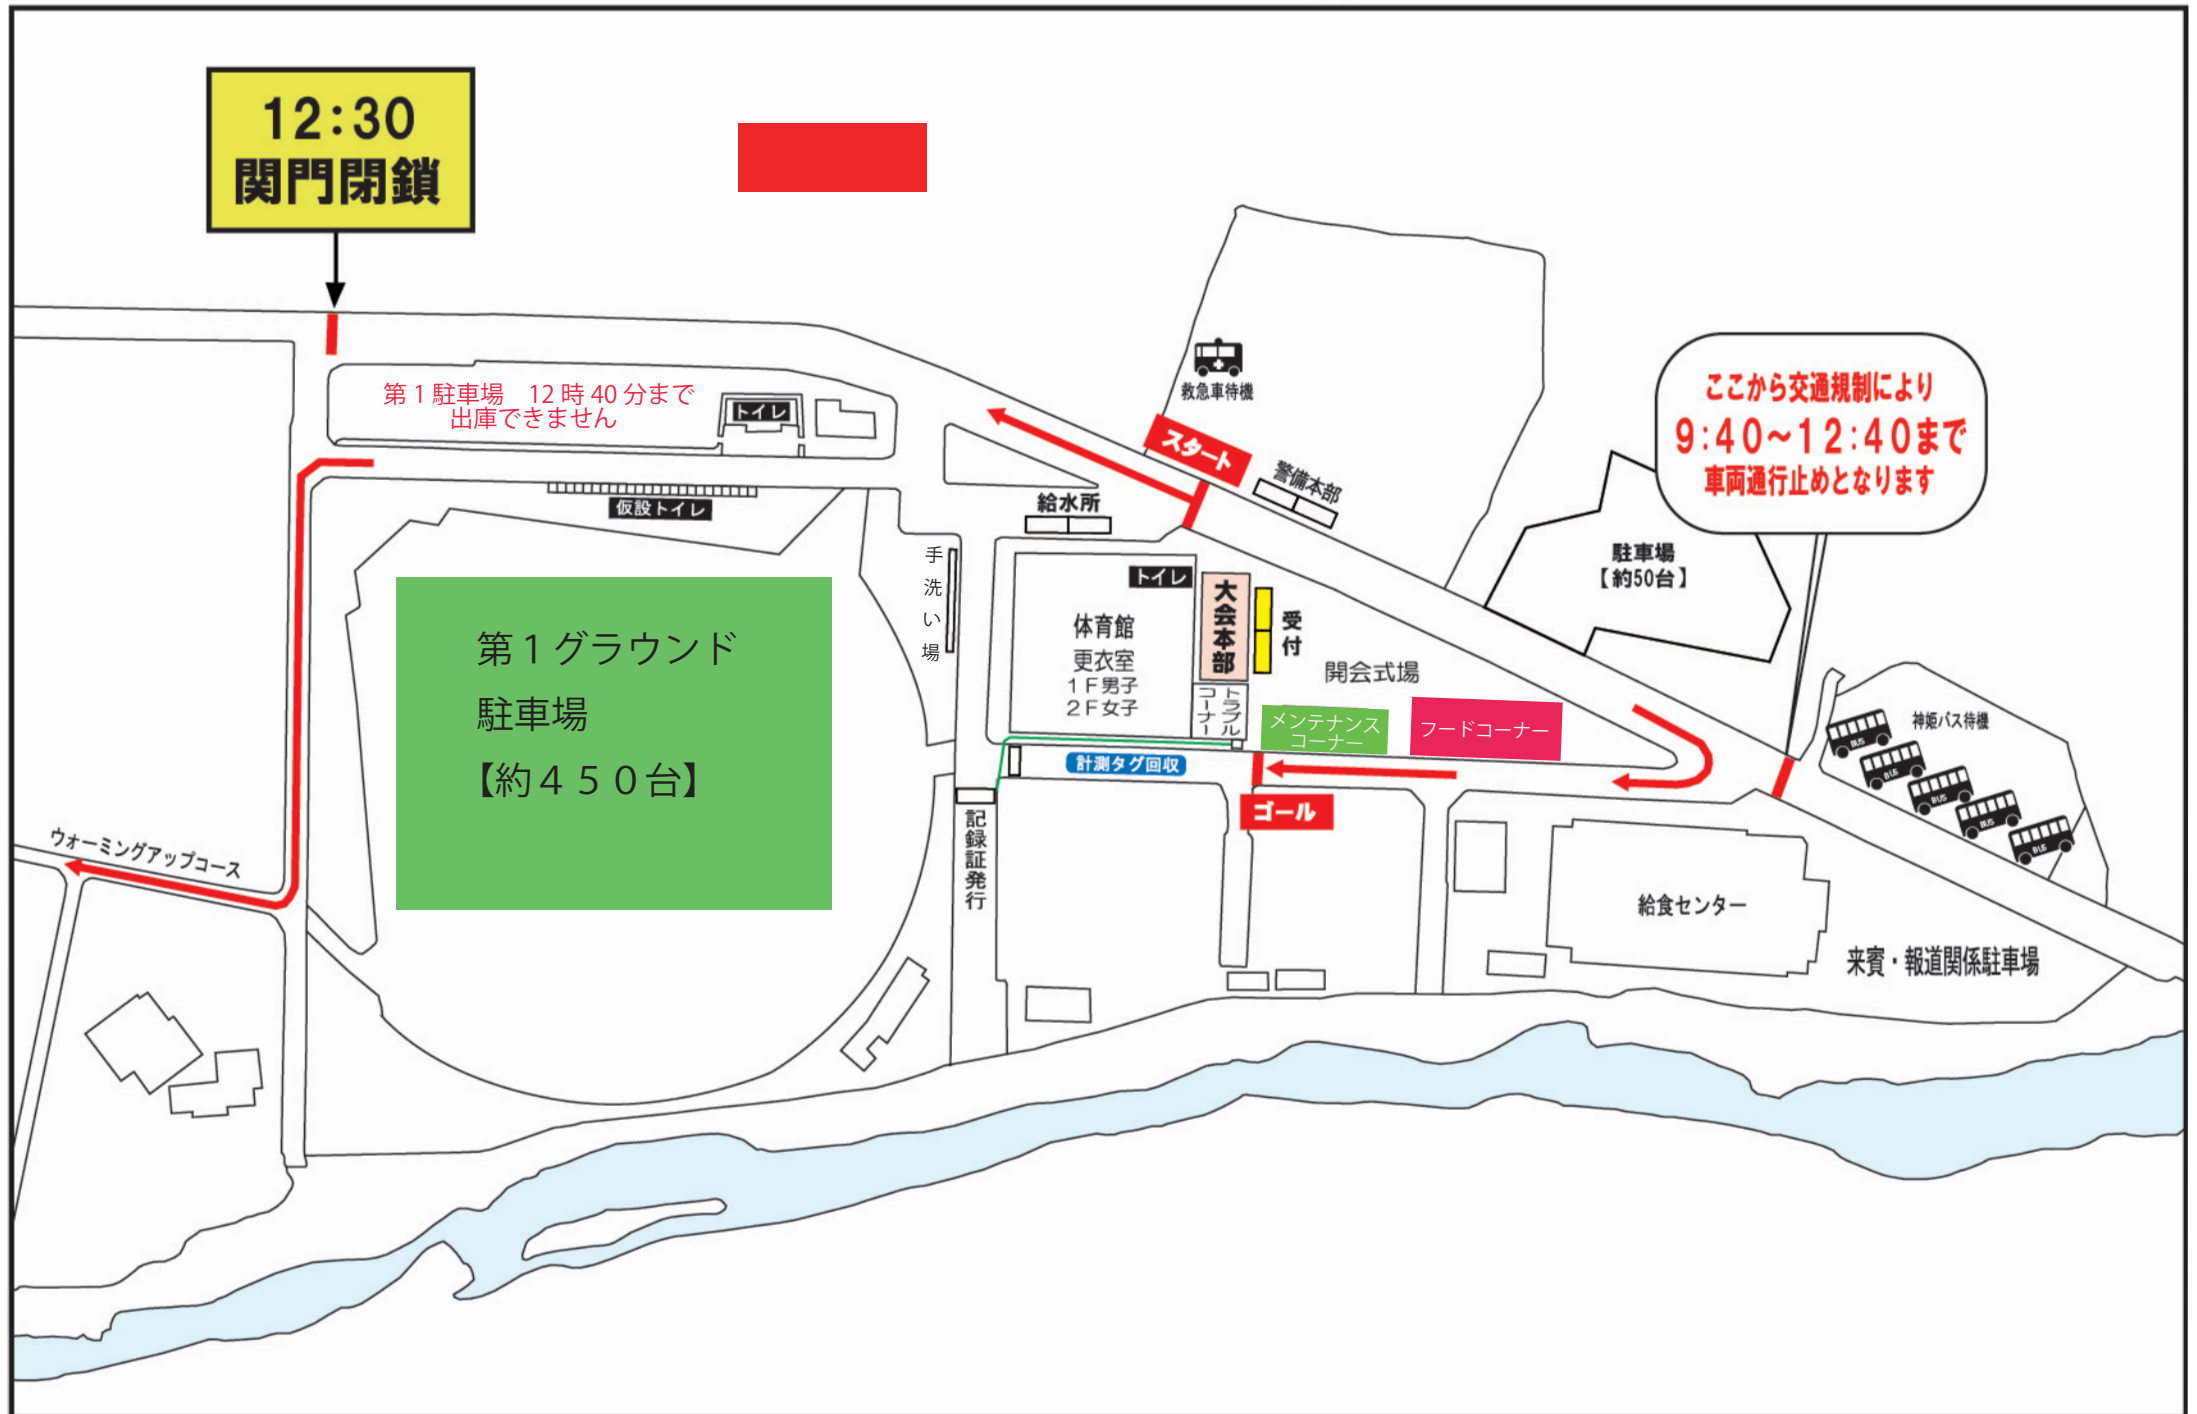 12:30
関門閉鎖
救急車待機
ここから交通規制により
9:40～12:40まで
車両通行止めとなります
第1駐車場　12時40分まで
出庫できません
トイレ
スタート
警備本部
仮設トイレ
給水所
手洗い場
トイレ
体育館
更衣室
1F男子
2F女子
大会本部
受付
トラブル
コーナー
開会式場
駐車場
【約50台】
神姫バス待機
BUS
BUS
BUS
BUS
BUS
第１グラウンド
駐車場
【約４５０台】
メンテナンス
コーナー
フードコーナー
計測タグ回収
ゴール
記録証発行
ウォーミングアップコース
給食センター
来賓・報道関係駐車場